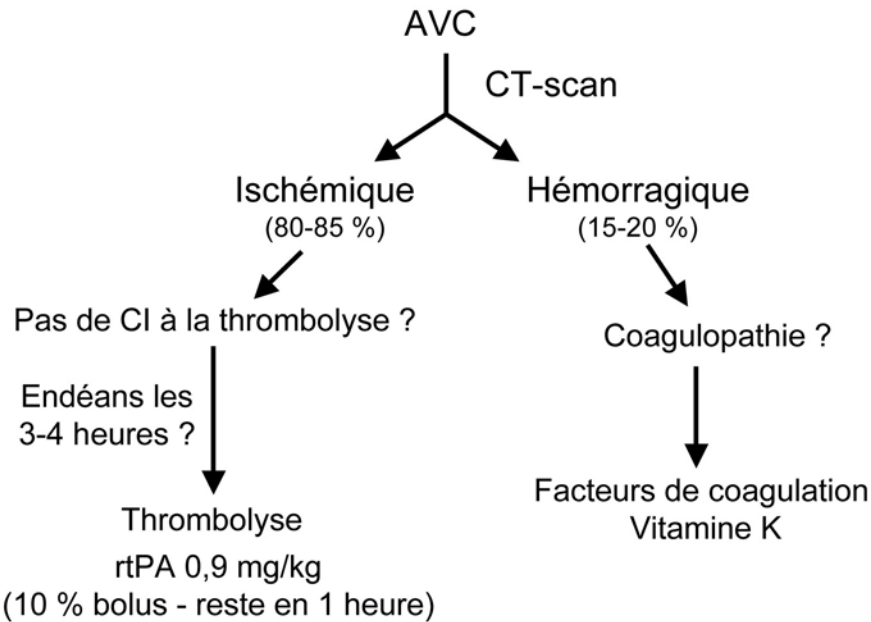 AVC
CT-scan
Ischémique
(80-85 %)
Hémorragique
(15-20 %)
Pas de CI à la thrombolyse ?
Coagulopathie ?
Endéans les
3-4 heures ?
Facteurs de coagulation
Vitamine K
Thrombolyse
rtPA 0,9 mg/kg
(10 % bolus - reste en 1 heure)